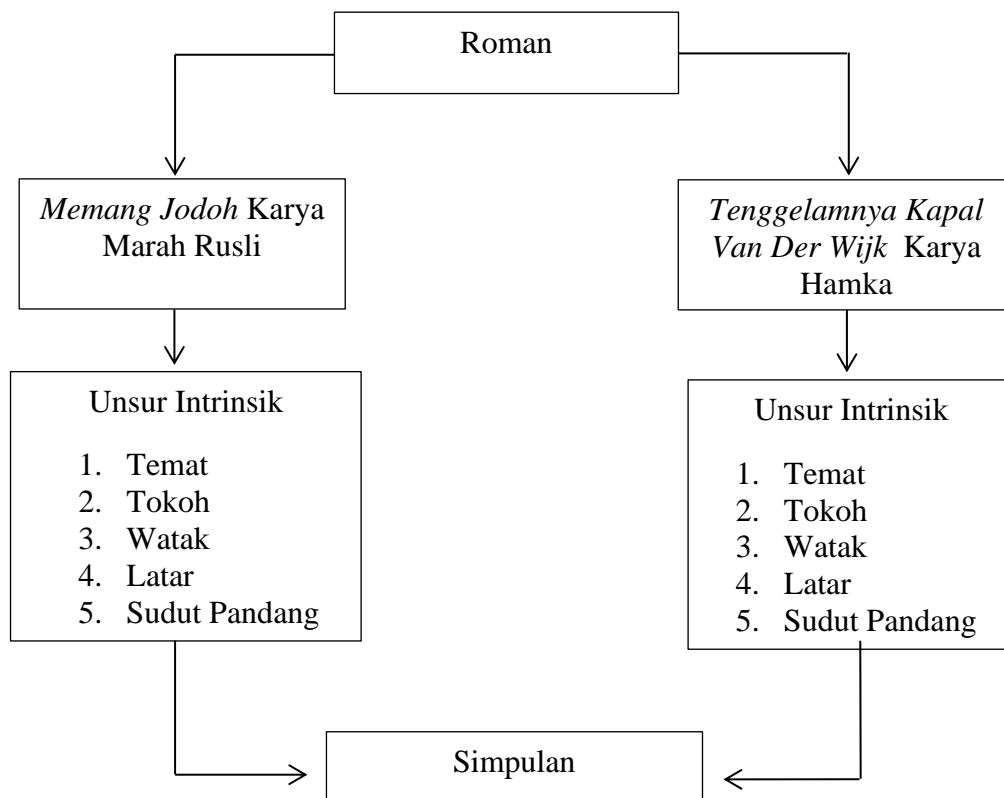 Roman
Memang Jodoh Karya
Marah Rusli
Tenggelamnya Kapal
Van Der Wijk Karya
Hamka
Unsur Intrinsik
1. Temat
2. Tokoh
3. Watak
4. Latar
5. Sudut Pandang
Unsur Intrinsik
1. Temat
2. Tokoh
3. Watak
4. Latar
5. Sudut Pandang
Simpulan